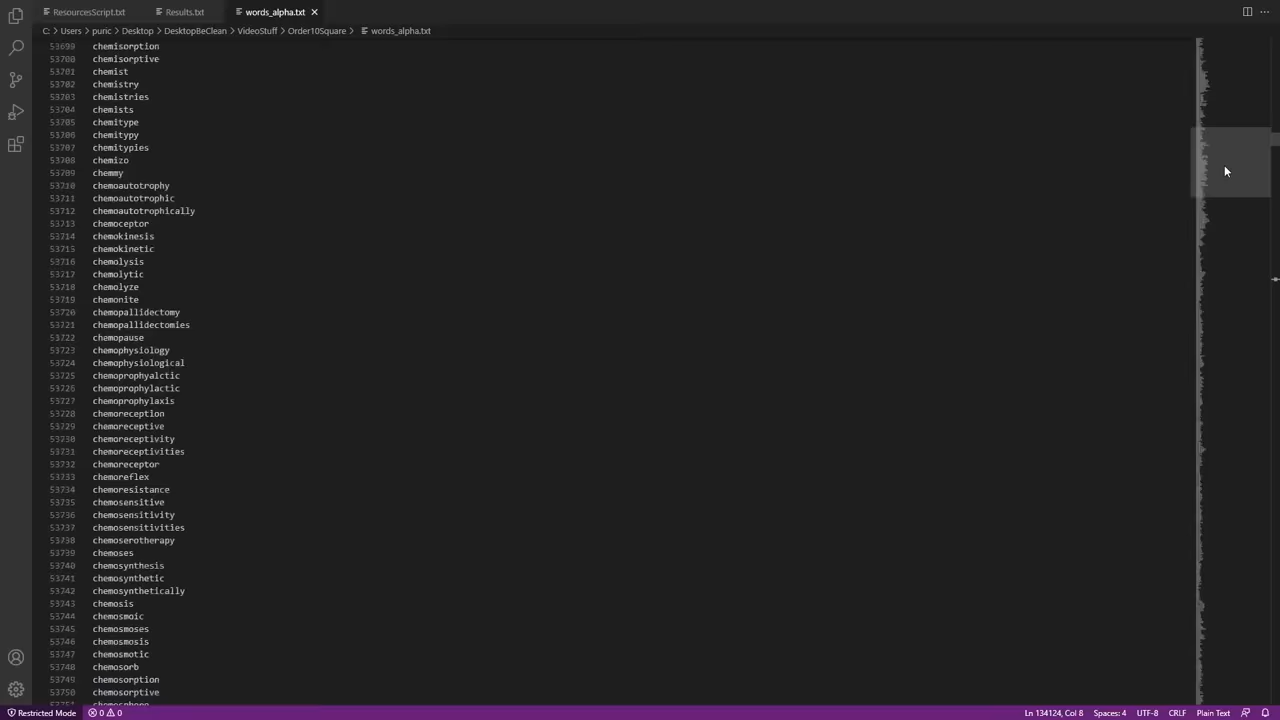 ResourcesScript.txt
Results.txt
words_alpha.txt
C: > Users > puric > Desktop > DesktopBeClean > VideoStuff > Order10Square > words_alpha.txt
53699 chemisorption
53700 chemisorptive
53701 chemist
53702 chemistry
53703 chemistries
53704 chemists
53705 chemitype
53706 chemitypy
53707 chemitypies
53708 chemizo
53709 chemmy
53710 chemoautotrophy
53711 chemoautotrophic
53712 chemoautotrophically
53713 chemoceptor
53714 chemokinesis
53715 chemokinetic
53716 chemolysis
53717 chemolytic
53718 chemolyze
53719 chemonite
53720 chemopallidectomy
53721 chemopallidectomies
53722 chemopause
53723 chemophysiology
53724 chemophysiological
53725 chemoprophyalctic
53726 chemoprophylactic
53727 chemoprophylaxis
53728 chemoreception
53729 chemoreceptive
53730 chemoreceptivity
53731 chemoreceptivities
53732 chemoreceptor
53733 chemoreflex
53734 chemoresistance
53735 chemosensitive
53736 chemosensitivity
53737 chemosensitivities
53738 chemoserotherapy
53739 chemoses
53740 chemosynthesis
53741 chemosynthetic
53742 chemosynthetically
53743 chemosis
53744 chemosmoic
53745 chemosmoses
53746 chemosmosis
53747 chemosmotic
53748 chemosorb
53749 chemosorption
53750 chemosorptive
Restricted Mode 0 0 Ln 134124, Col 8 Spaces: 4 UTF-8 CRLF Plain Text